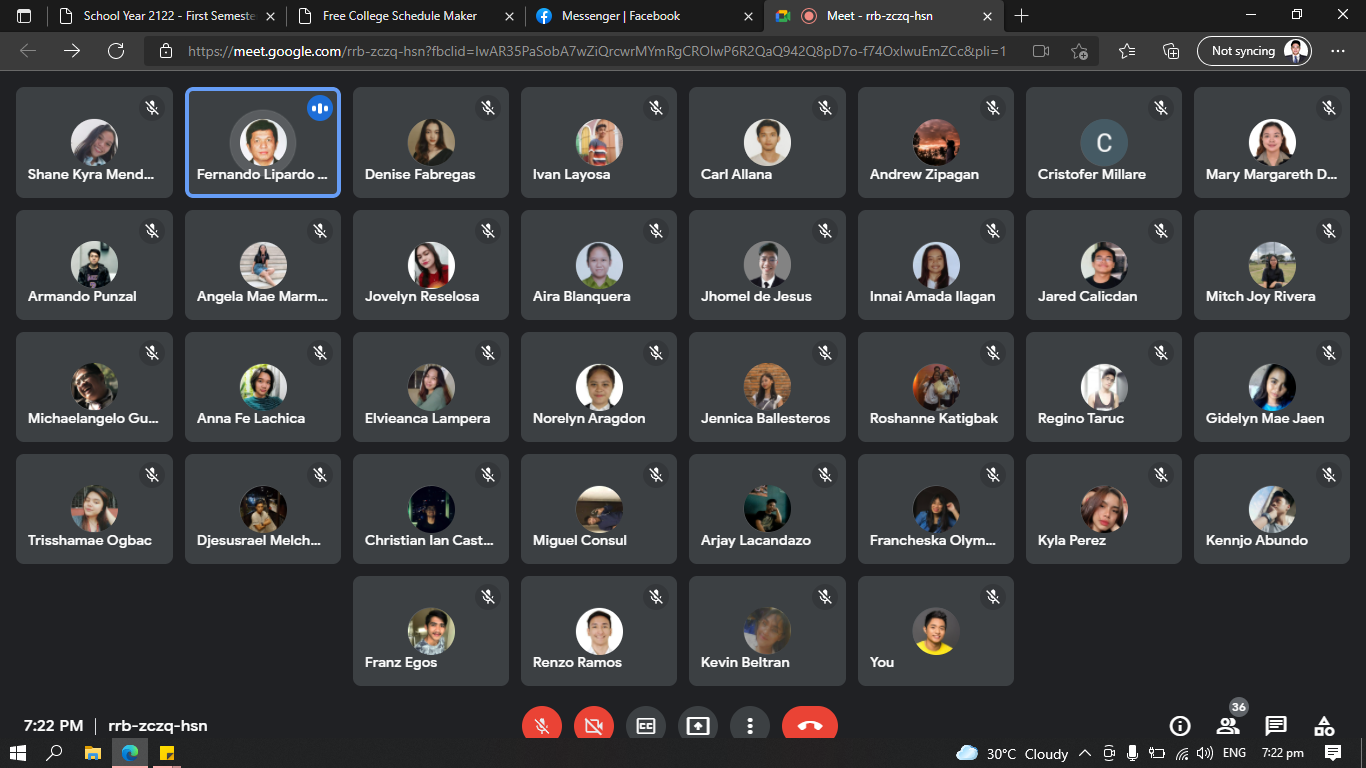 School Year 2122 - First Semeste
Free College Schedule Maker
Messenger | Facebook
Meet - rrb-zczq-hsn
https://meet.google.com/rrb-zczq-hsn?fbclid=IwAR35PaSobA7wZiQrcwrMYmRgCROIwP6R2QaQ942Q8pD7o-f74OxIwuEmZCc&pli=1
Not syncing
Shane Kyra Mend...
Fernando Lipardo ...
Denise Fabregas
Ivan Layosa
Carl Allana
Andrew Zipagan
C
Cristofer Millare
Mary Margareth D...
Armando Punzal
Angela Mae Marm...
Jovelyn Reselosa
Aira Blanquera
Jhomel de Jesus
Innai Amada Ilagan
Jared Calicdan
Mitch Joy Rivera
Michaelangelo Gu...
Anna Fe Lachica
Elvieanca Lampera
Norelyn Aragdon
Jennica Ballesteros
Roshanne Katigbak
Regino Taruc
Gidelyn Mae Jaen
Trisshamae Ogbac
Djesusrael Melch...
Christian Ian Cast...
Miguel Consul
Arjay Lacandazo
Francheska Olym...
Kyla Perez
Kennjo Abundo
Franz Egos
Renzo Ramos
Kevin Beltran
You
7:22 PM | rrb-zczq-hsn
36
30°C Cloudy
ENG
7:22 pm